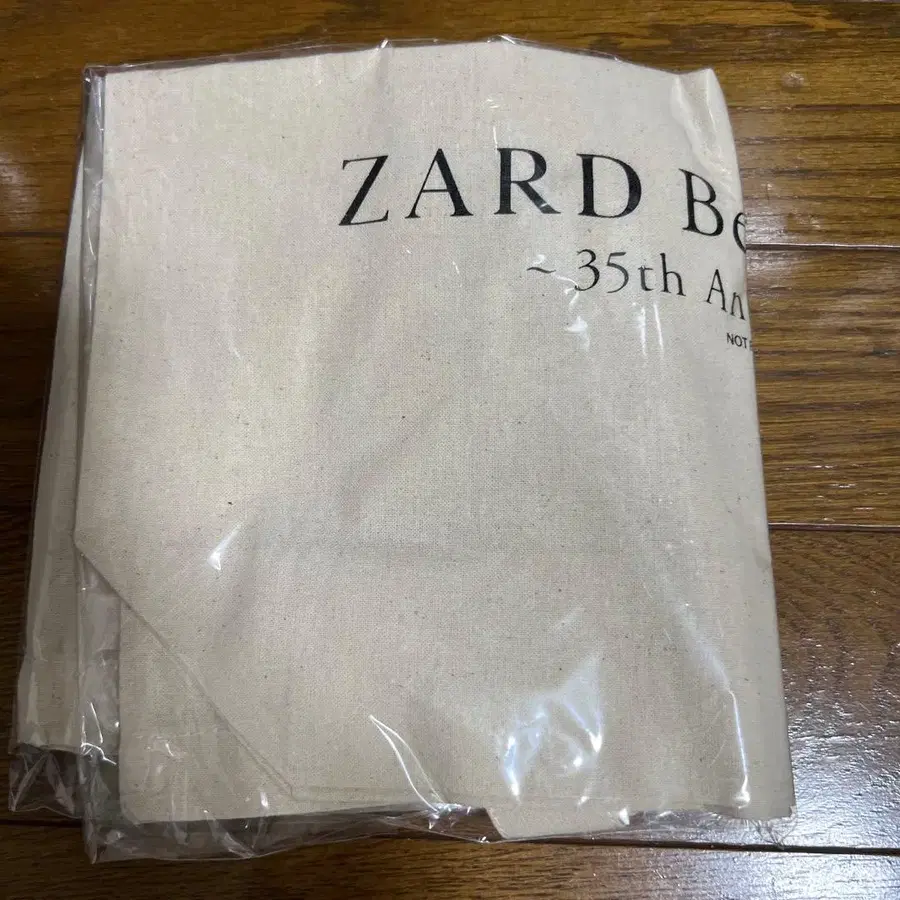 ZARD Be
~ 35th An
NOT